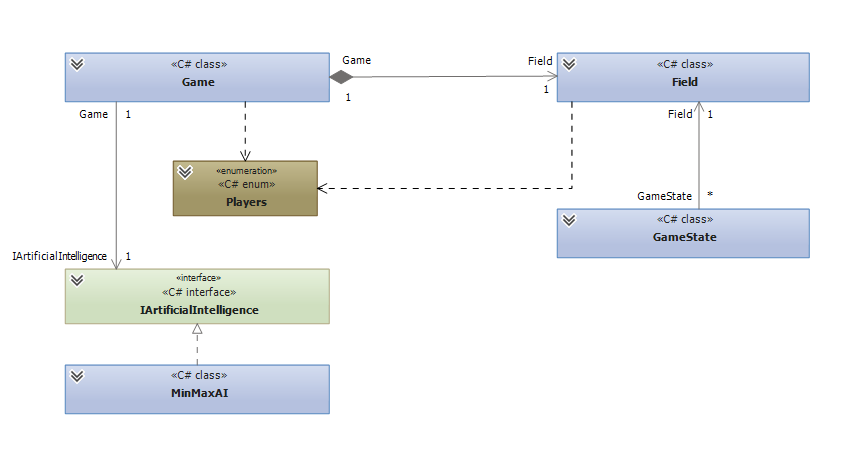 «C# class»
Game
Game
1
Field
1
«C# class»
Field
Game
1
Field
1
«enumeration»
«C# enum»
Players
GameState
*
«C# class»
GameState
IArtificialIntelligence
1
«interface»
«C# interface»
IArtificialIntelligence
«C# class»
MinMaxAI